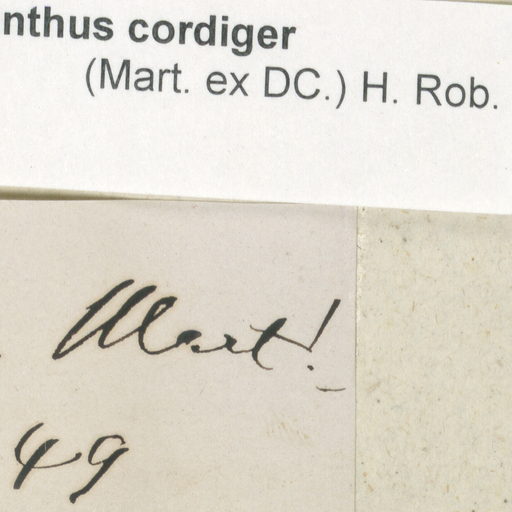 nthus cordiger
(Mart. ex DC.) H. Rob.
Mart!
49